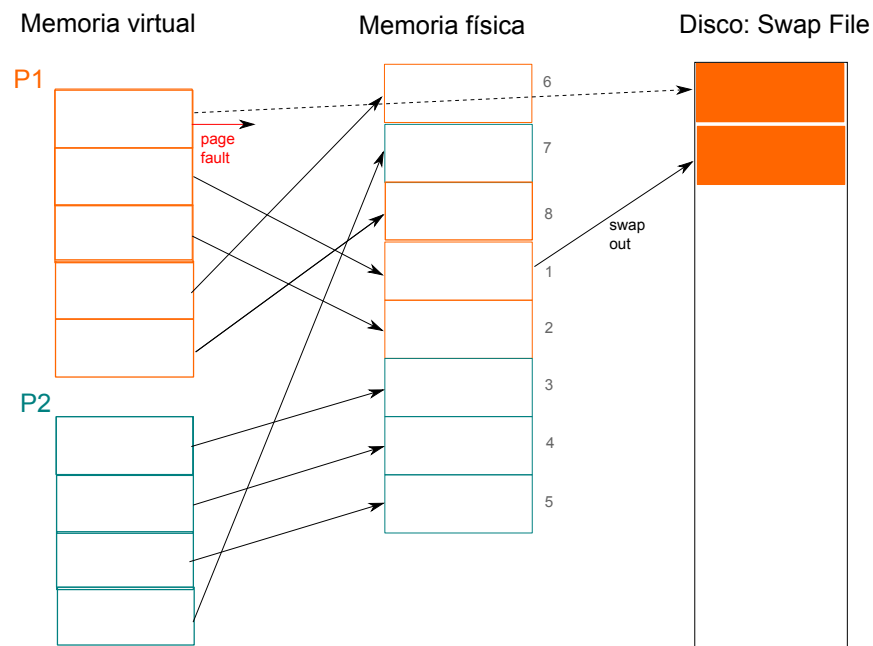 Memoria virtual
Memoria física
Disco: Swap File
P1
page
fault
6
7
8
swap
out
1
2
P2
3
4
5